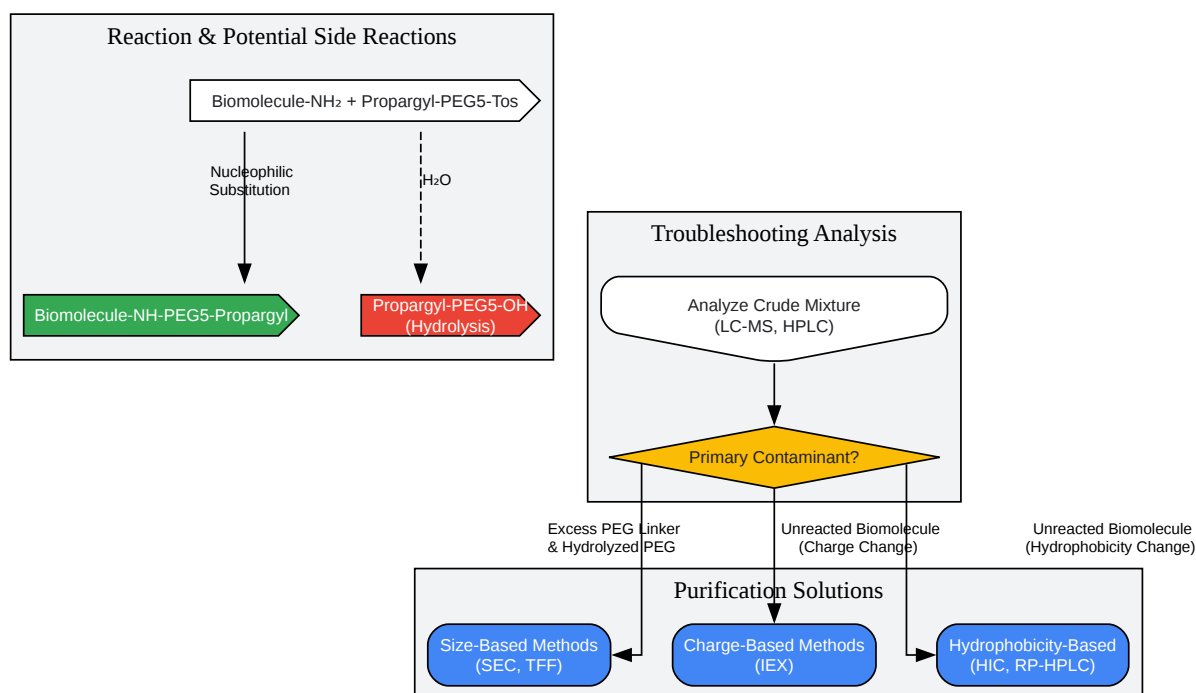 Reaction & Potential Side Reactions
Biomolecule-NH₂ + Propargyl-PEG5-Tos
Nucleophilic
Substitution
H₂O
Biomolecule-NH-PEG5-Propargyl
Propargyl-PEG5-OH
(Hydrolysis)
Troubleshooting Analysis
Analyze Crude Mixture
(LC-MS, HPLC)
Primary Contaminant?
Excess PEG Linker
& Hydrolyzed PEG
Unreacted Biomolecule
(Charge Change)
Unreacted Biomolecule
(Hydrophobicity Change)
Purification Solutions
Size-Based Methods
(SEC, TFF)
Charge-Based Methods
(IEX)
Hydrophobicity-Based
(HIC, RP-HPLC)